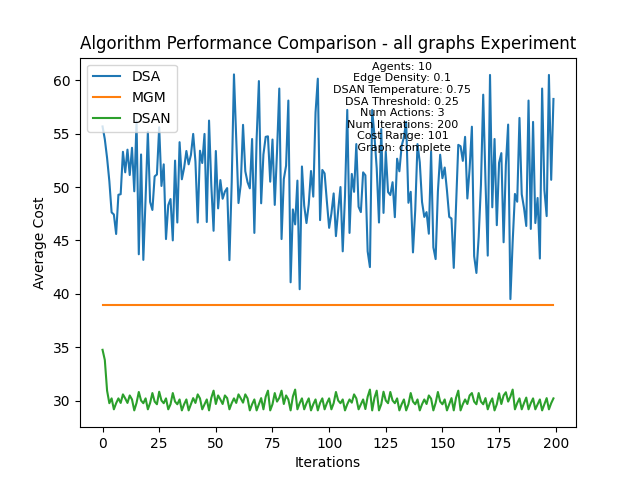 Algorithm Performance Comparison - all graphs Experiment
DSA
MGM
DSAN
Agents: 10
Edge Density: 0.1
DSAN Temperature: 0.75
DSA Threshold: 0.25
Num Actions: 3
Num Iterations: 200
Cost Range: 101
Graph: complete
Average Cost
60
55
50
45
40
35
30
0
25
50
75
100
125
150
175
200
Iterations